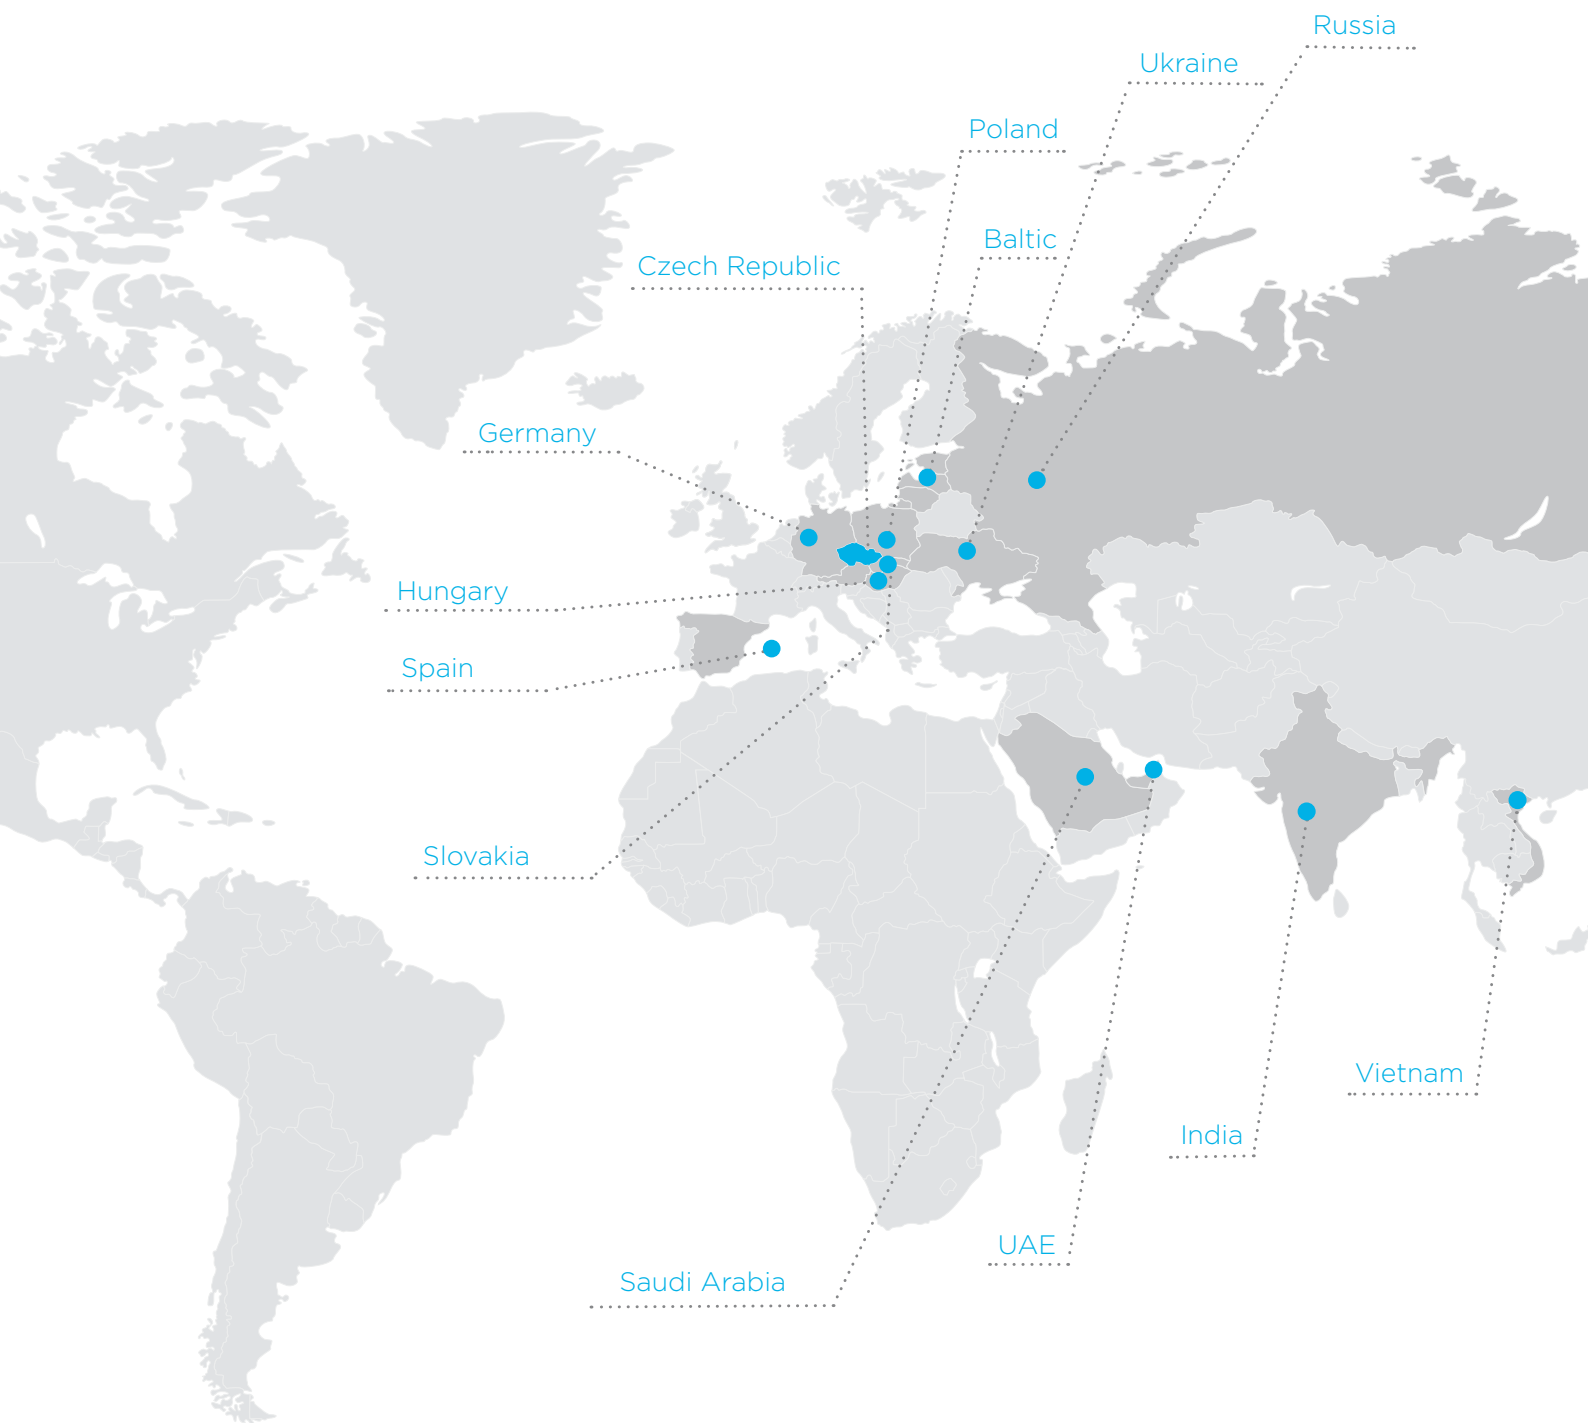 Russia
Ukraine
Poland
Baltic
Czech Republic
Germany
Hungary
Spain
Slovakia
Vietnam
India
UAE
Saudi Arabia